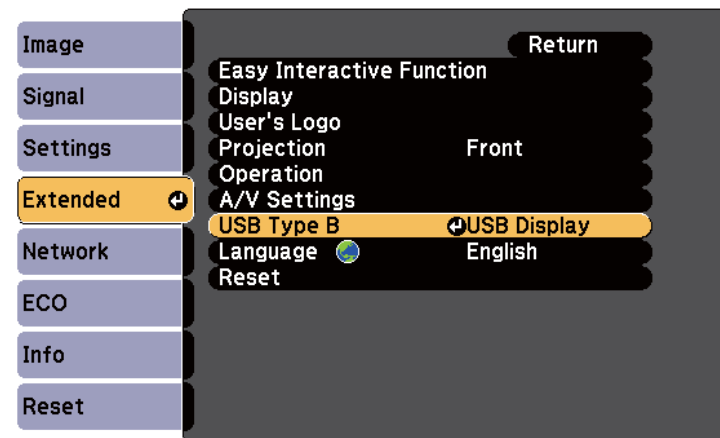 Image
Signal
Settings
Extended
Network
ECO
Info
Reset
Return
Easy Interactive Function
Display
User's Logo
Projection Front
Operation
A/V Settings
USB Type B USB Display
Language English
Reset